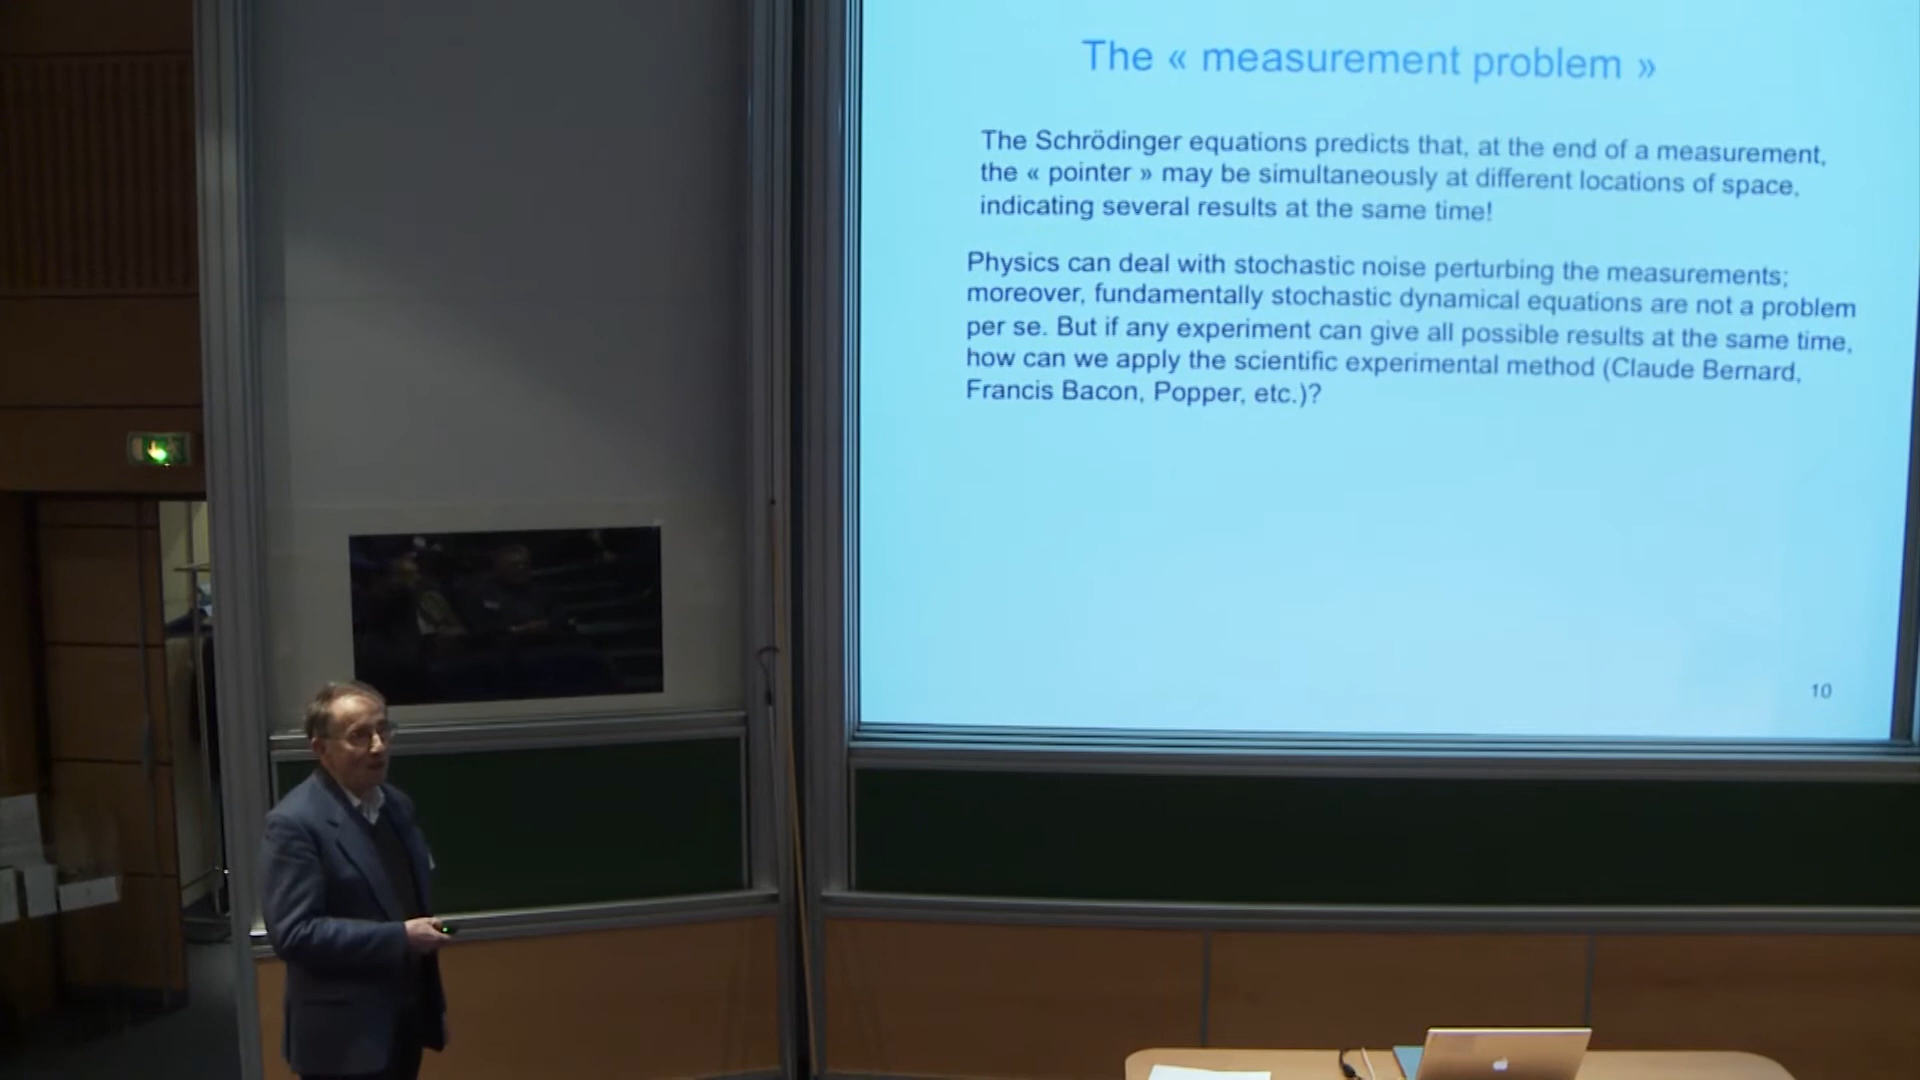 The « measurement problem »
The Schrödinger equations predicts that, at the end of a measurement,
the « pointer » may be simultaneously at different locations of space,
indicating several results at the same time!
Physics can deal with stochastic noise perturbing the measurements;
moreover, fundamentally stochastic dynamical equations are not a problem
per se. But if any experiment can give all possible results at the same time,
how can we apply the scientific experimental method (Claude Bernard,
Francis Bacon, Popper, etc.)?
10